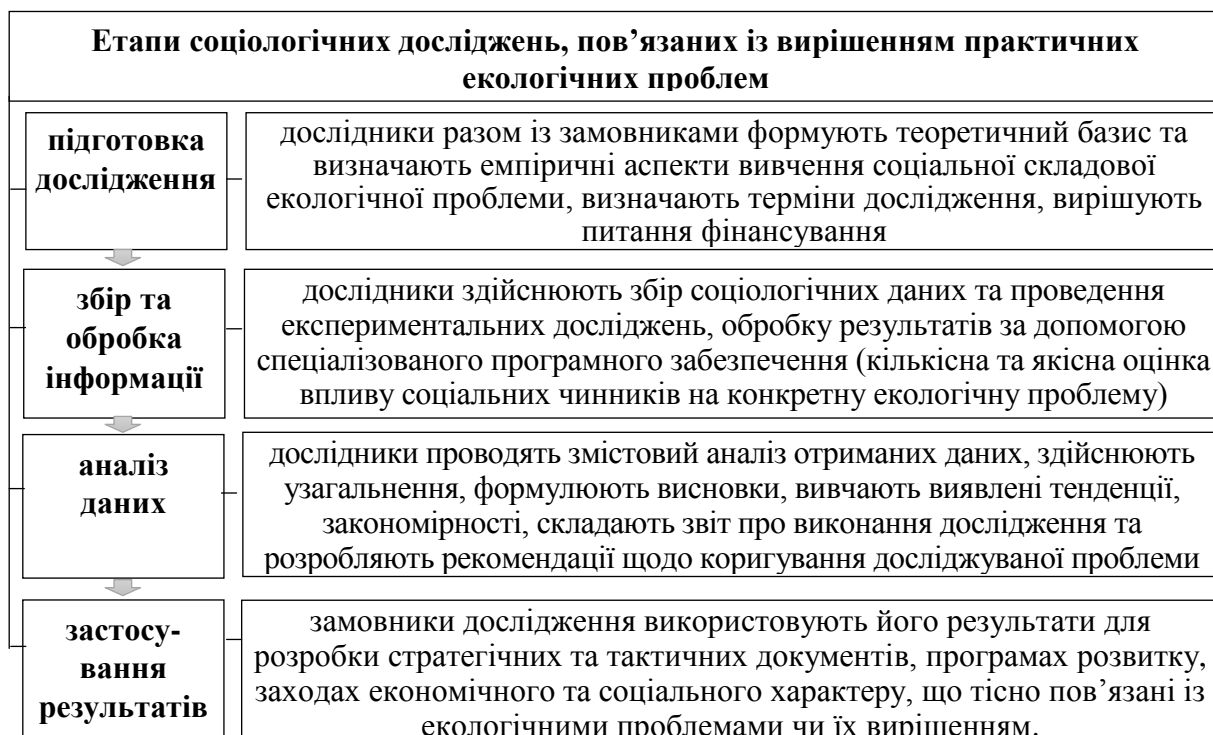 Етапи соціологічних досліджень, пов’язаних із вирішенням практичних
екологічних проблем
підготовка
дослідження
дослідники разом із замовниками формують теоретичний базис та
визначають емпіричні аспекти вивчення соціальної складової
екологічної проблеми, визначають терміни дослідження, вирішують
питання фінансування
збір та
обробка
інформації
дослідники здійснюють збір соціологічних даних та проведення
експериментальних досліджень, обробку результатів за допомогою
спеціалізованого програмного забезпечення (кількісна та якісна оцінка
впливу соціальних чинників на конкретну екологічну проблему)
аналіз
даних
дослідники проводять змістовий аналіз отриманих даних, здійснюють
узагальнення, формулюють висновки, вивчають виявлені тенденції,
закономірності, складають звіт про виконання дослідження та
розробляють рекомендації щодо коригування досліджуваної проблеми
застосу-
вання
результатів
замовники дослідження використовують його результати для
розробки стратегічних та тактичних документів, програмах розвитку,
заходах економічного та соціального характеру, що тісно пов’язані із
екологічними проблемами чи їх вирішенням.